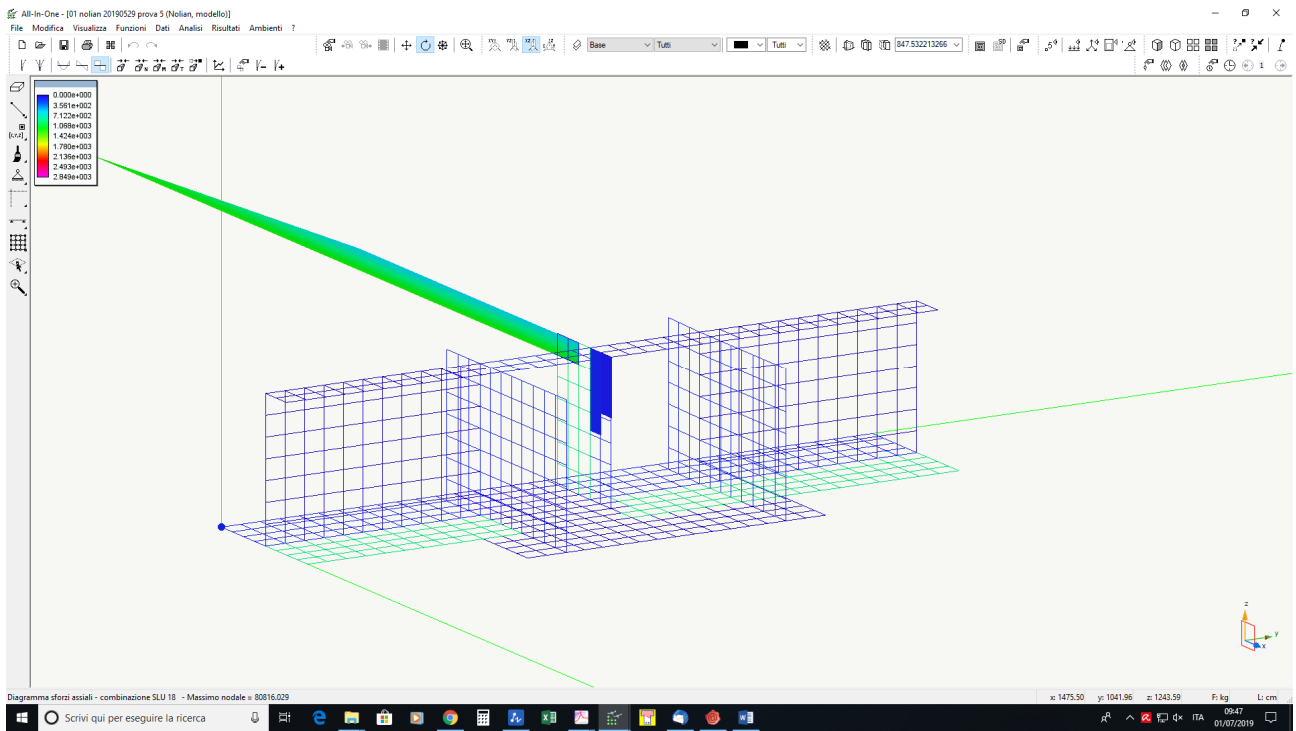 All-In-One - [01 nolian 20190529 prova 5 (Nolian, modello)]
File Modifica Visualizza Funzioni Dati Analisi Risultati Ambienti ?
Base Tutti Tutti 847.532213266
1
0.000e+000
3.561e+002
7.122e+002
1.068e+003
1.424e+003
1.780e+003
2.136e+003
2.493e+003
2.849e+003
z
y
x
Diagramma sforzi assiali - combinazione SLU 18 - Massimo nodale = 80816.029
x: 1475.50 y: 1041.96 z: 1243.59 F: kg L: cm
Scrivi qui per eseguire la ricerca
ITA
09:47
01/07/2019